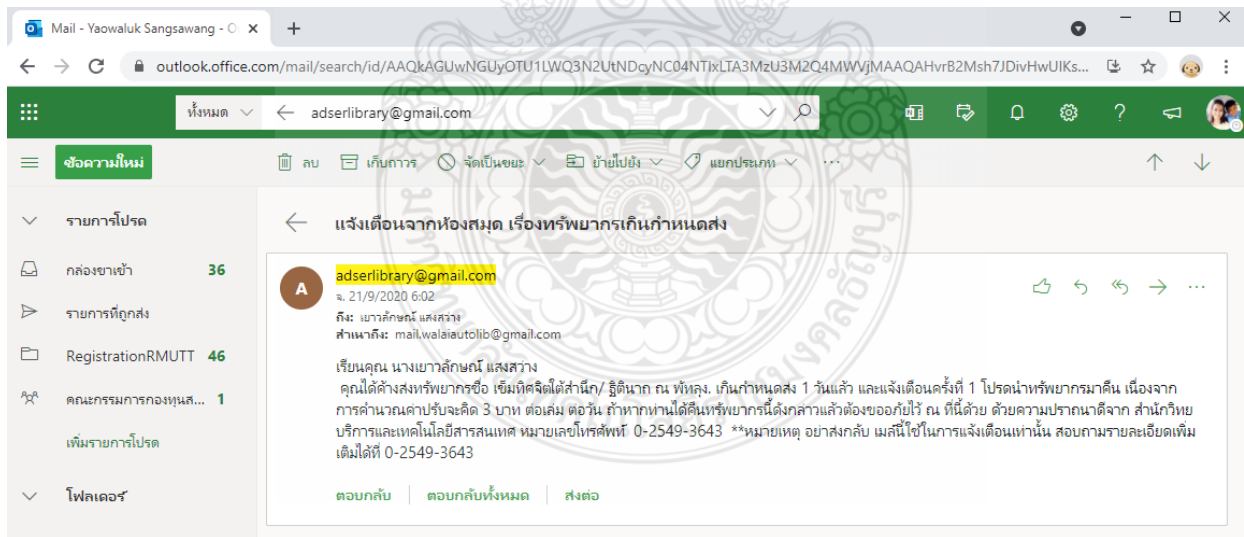 Mail - Yaowaluk Sangsawang - O
outlook.office.com/mail/search/id/AAQkAGUwNGUyOTU1LWQ3N2UtNDcyNC04NTIxLTA3MzU3M2Q4MWVjMAAQAHvrB2Msh7JDivHwUIKs...
ทั้งหมด adserlibrary@gmail.com
ข้อความใหม่ ลบ เก็บถาวร จัดเป็นขยะ ย้ายไปยัง แยกประเภท ...
รายการโปรด
แจ้งเตือนจากห้องสมุด เรื่องทรัพยากรเกินกำหนดส่ง
กล่องขาเข้า 36
รายการที่ถูกส่ง
RegistrationRMUTT 46
คณะกรรมการกองทุนส... 1
เพิ่มรายการโปรด
โฟลเดอร์
A
adserlibrary@gmail.com
จ. 21/9/2020 6:02
ถึง: เยาวลักษณ์ แสงสว่าง
สำเนาถึง: mail.walaiautolib@gmail.com
เรียนคุณ นางเยาวลักษณ์ แสงสว่าง
คุณได้ค้างส่งทรัพยากรชื่อ เข็มทิศจิตใต้สำนึก/ ฐิตินาถ ณ พัทลุง. เกินกำหนดส่ง 1 วันแล้ว และแจ้งเตือนครั้งที่ 1 โปรดนำทรัพยากรมาคืน เนื่องจาก
การคำนวณค่าปรับจะคิด 3 บาท ต่อเล่ม ต่อวัน ถ้าหากท่านได้คืนทรัพยากรนี้ดังกล่าวแล้วต้องขออภัยไว้ ณ ที่นี้ด้วย ด้วยความปราถนาดีจาก สำนักวิทย
บริการและเทคโนโลยีสารสนเทศ หมายเลขโทรศัพท์ 0-2549-3643 **หมายเหตุ อย่าส่งกลับ เมล์นี้ใช้ในการแจ้งเตือนเท่านั้น สอบถามรายละเอียดเพิ่ม
เติมได้ที่ 0-2549-3643
ตอบกลับ ตอบกลับทั้งหมด ส่งต่อ
มหาวิทยาลัยเทคโนโลยีราชมงคลธัญบุรี